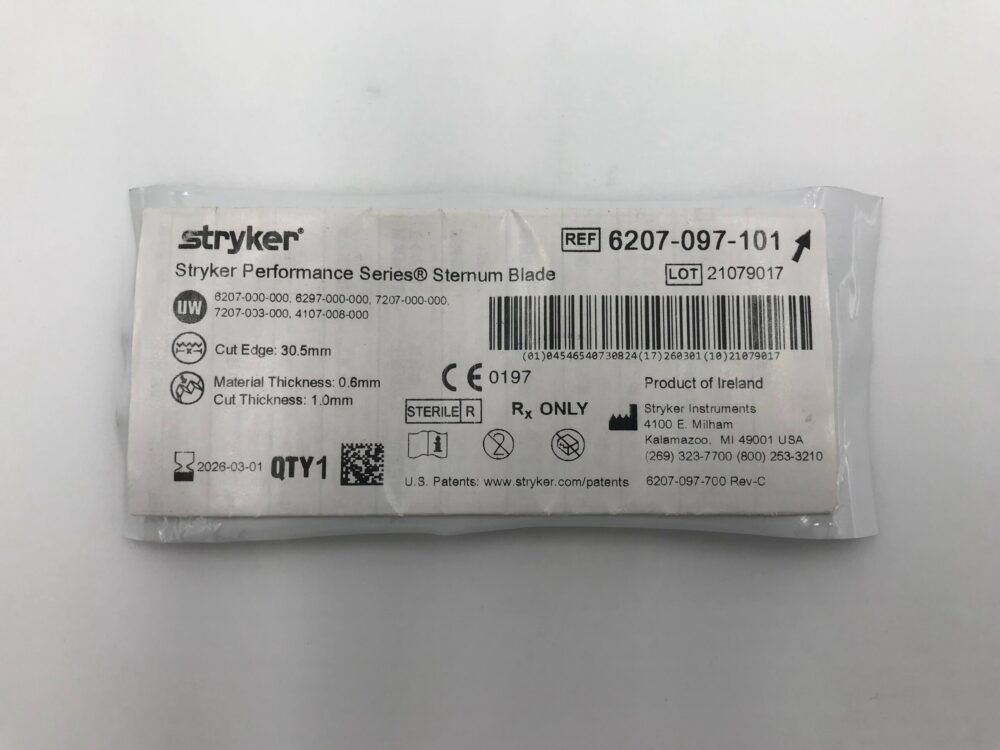 stryker®
REF 6207-097-101
Stryker Performance Series® Sternum Blade
LOT 21079017
UW
6207-000-000, 6297-000-000, 7207-000-000,
7207-003-000, 4107-008-000
(01)04546540730824(17)260301(10)21079017
Cut Edge: 30.5mm
Material Thickness: 0.6mm
Cut Thickness: 1.0mm
CE 0197
Product of Ireland
STERILE R
Rx ONLY
Stryker Instruments
4100 E. Milham
Kalamazoo, MI 49001 USA
(269) 323-7700 (800) 253-3210
2
2026-03-01
QTY1
U.S. Patents: www.stryker.com/patents
6207-097-700 Rev-C